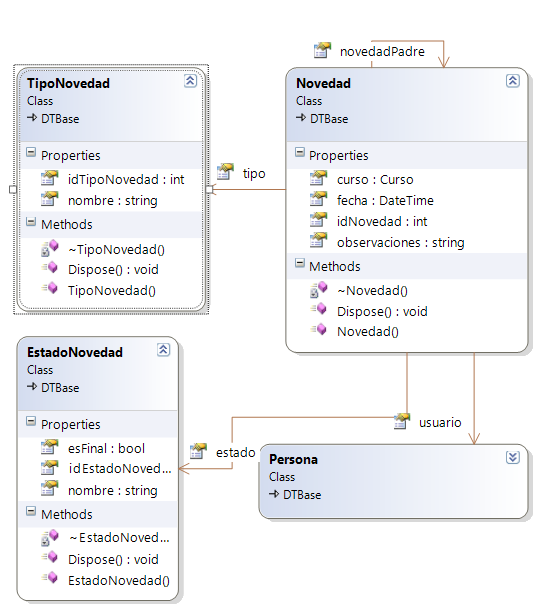 novedadPadre
TipoNovedad
Class
DTBase
Properties
idTipoNovedad : int
nombre : string
Methods
~TipoNovedad()
Dispose() : void
TipoNovedad()
tipo
Novedad
Class
DTBase
Properties
curso : Curso
fecha : DateTime
idNovedad : int
observaciones : string
Methods
~Novedad()
Dispose() : void
Novedad()
EstadoNovedad
Class
DTBase
Properties
esFinal : bool
idEstadoNoved...
nombre : string
Methods
~EstadoNoved...
Dispose() : void
EstadoNovedad()
estado
usuario
Persona
Class
DTBase